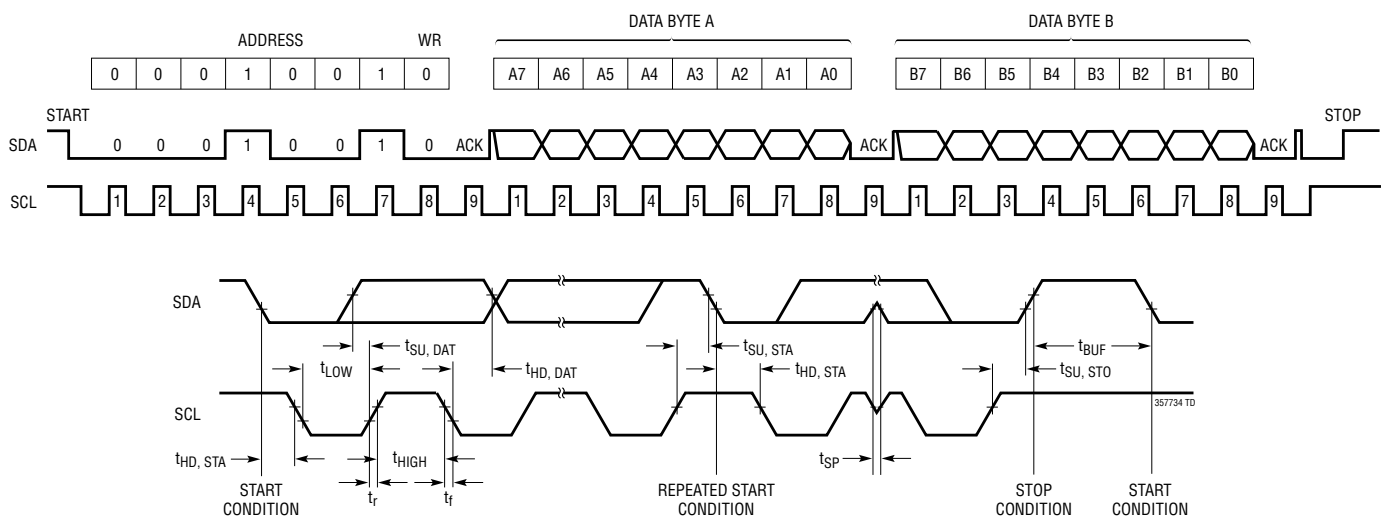 DATA BYTE A DATA BYTE B
ADDRESS WR
0 0 0 1 0 0 1 0 A7 A6 A5 A4 A3 A2 A1 A0 B7 B6 B5 B4 B3 B2 B1 B0
START STOP
SDA 0 0 0 1 0 0 1 0 ACK ACK ACK
SCL 1 2 3 4 5 6 7 8 9 1 2 3 4 5 6 7 8 9 1 2 3 4 5 6 7 8 9
SDA
tSU, DAT tSU, STA tBUF
tLOW tHD, DAT tHD, STA tSU, STO
SCL 357734 TD
tHD, STA tHIGH tSP
tr tf
START CONDITION
REPEATED START CONDITION
STOP CONDITION
START CONDITION